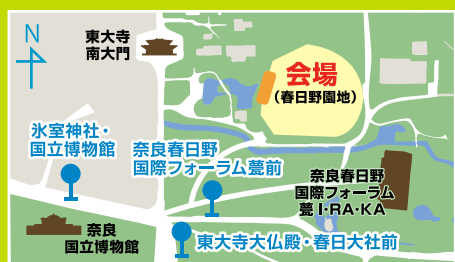 N
東大寺
南大門
会場
(春日野園地)
氷室神社・
国立博物館
奈良春日野
国際フォーラム甍前
奈良春日野
国際フォーラム
甍 I・RA・KA
奈良
国立博物館
東大寺大仏殿・春日大社前